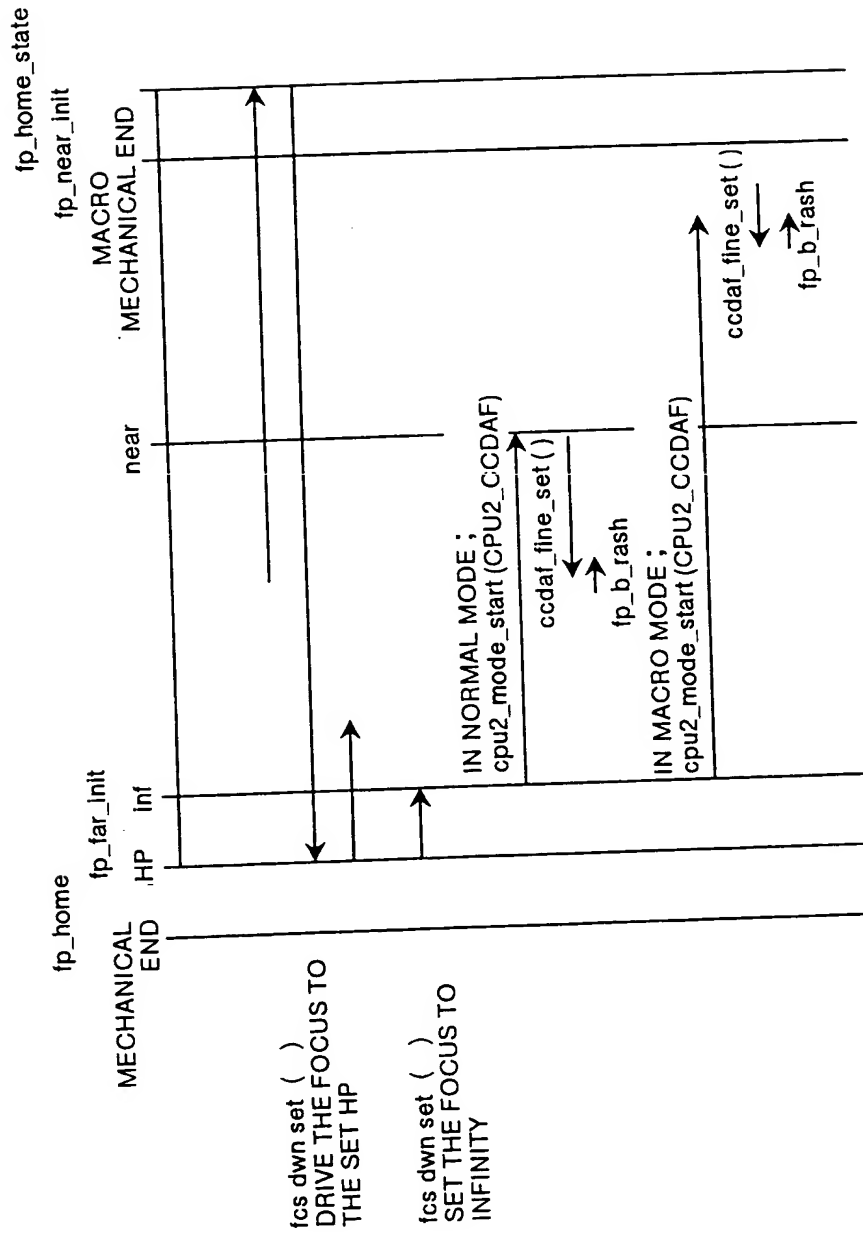 fp_home
fp_far_init
fp_home_state
fp_near_init
MECHANICAL
END
HP
inf
near
MACRO
MECHANICAL END
fcs dwn set ( )
DRIVE THE FOCUS TO
THE SET HP
fcs dwn set ( )
SET THE FOCUS TO
INFINITY
IN NORMAL MODE ;
cpu2_mode_start (CPU2_CCDAF)
ccdaf_fine_set ( )
fp_b_rash
IN MACRO MODE ;
cpu2_mode_start (CPU2_CCDAF)
ccdaf_fine_set ( )
fp_b_rash